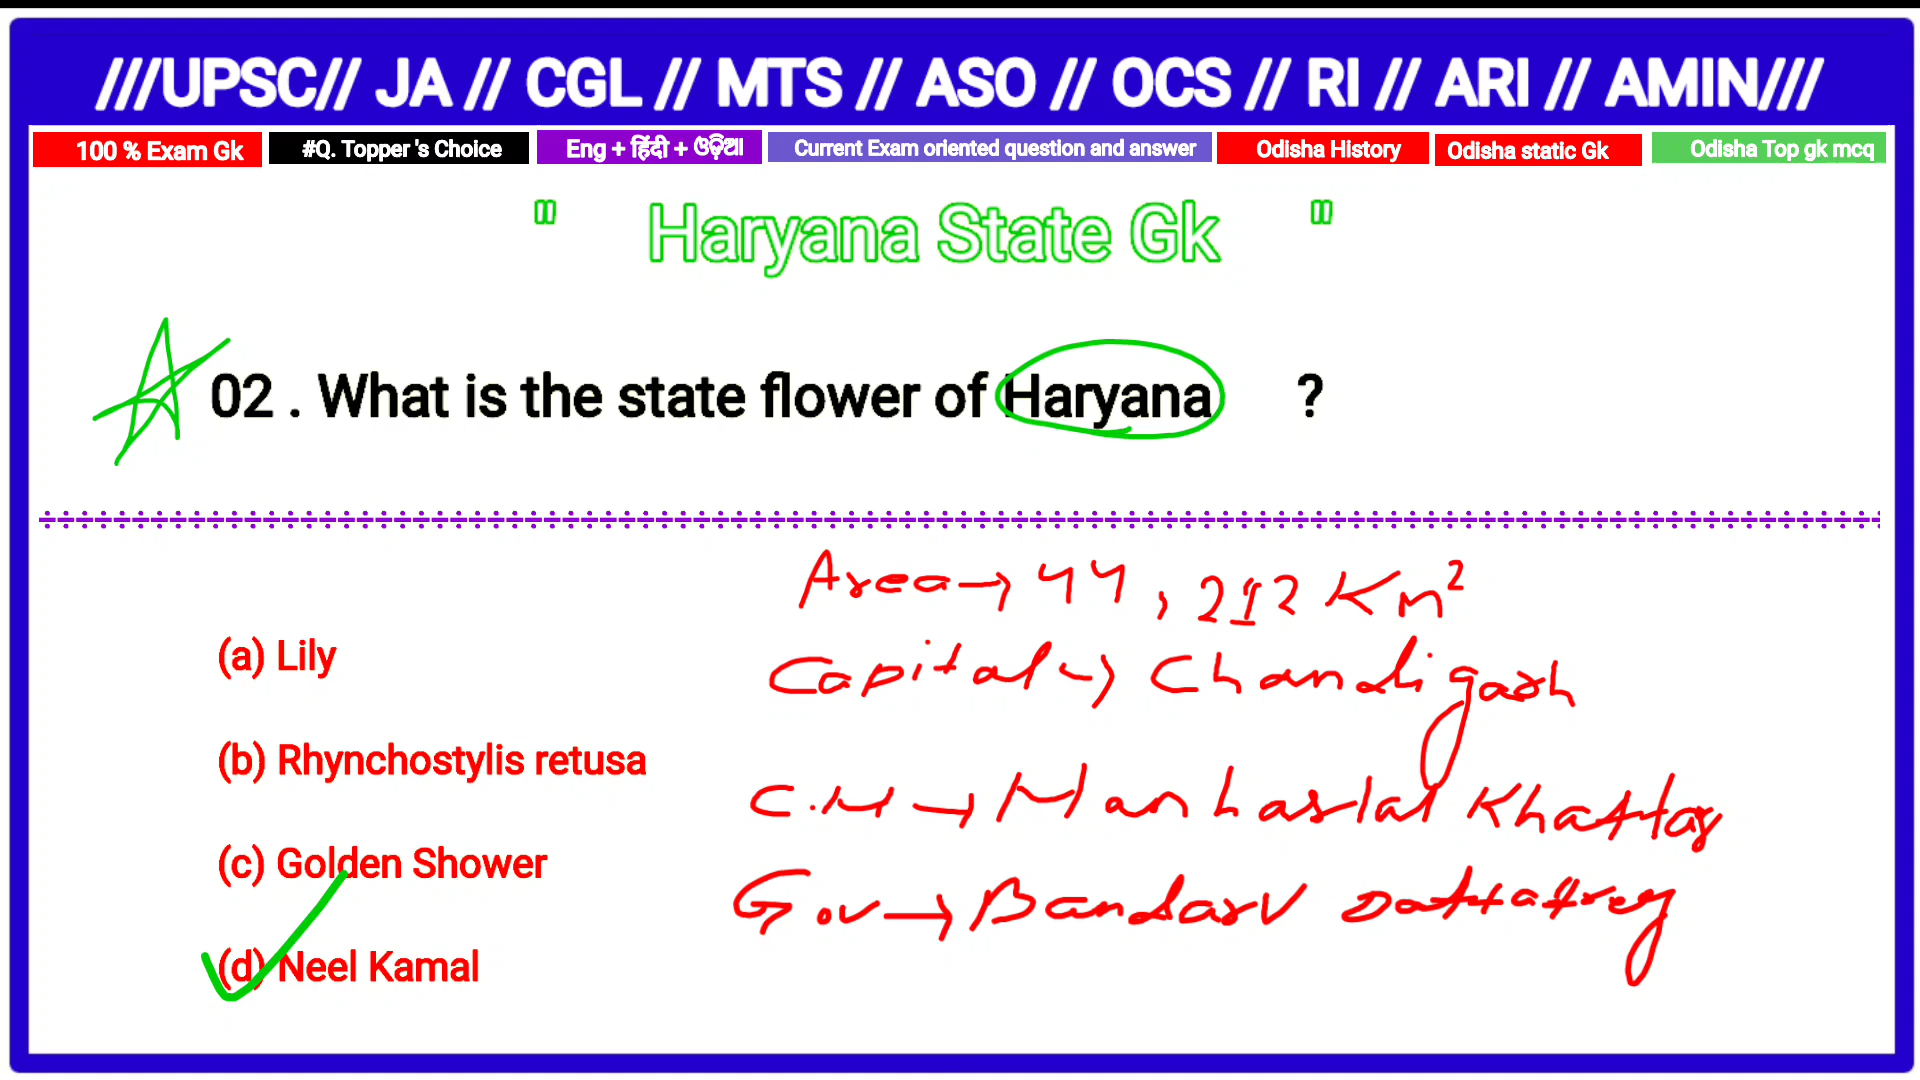 ///UPSC// JA // CGL // MTS // ASO // OCS // RI // ARI // AMIN///
100 % Exam Gk #Q. Topper 's Choice Eng + हिंदी + ଓଡ଼ିଆ Current Exam oriented question and answer Odisha History Odisha static Gk Odisha Top gk mcq
" Haryana State Gk "
02 . What is the state flower of Haryana ?
Area → 44,212 Km²
(a) Lily
Capital → Chandigarh
(b) Rhynchostylis retusa
C.M → Manharlal Khattar
(c) Golden Shower
Gov → Bandaru Dattatrey
(d) Neel Kamal